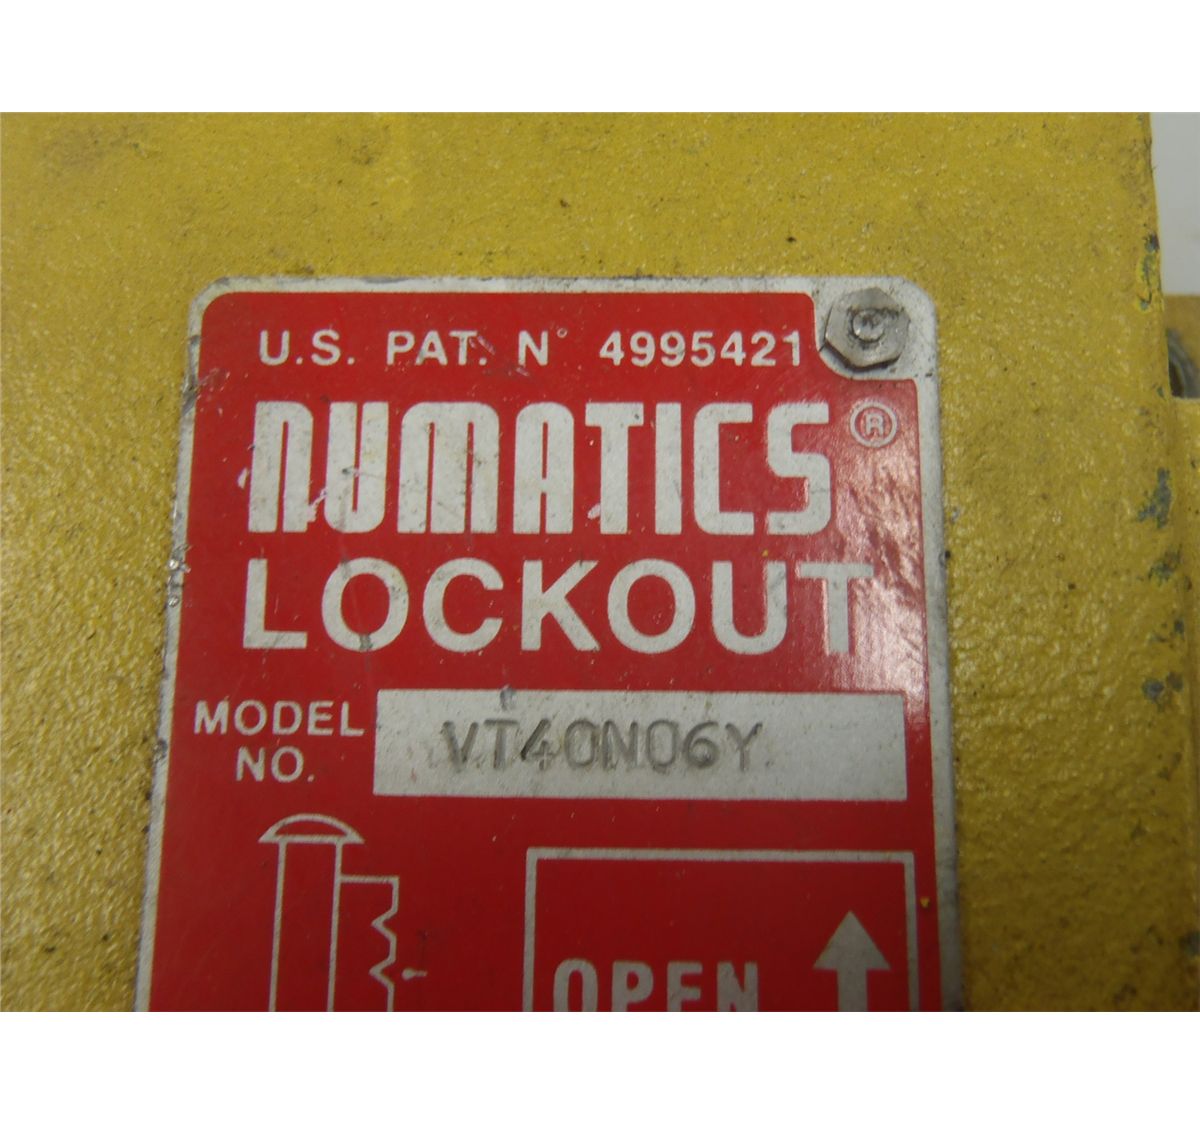 U.S. PAT. N° 4995421
NUMATICS®
LOCKOUT
MODEL NO. VT40N06Y
OPEN